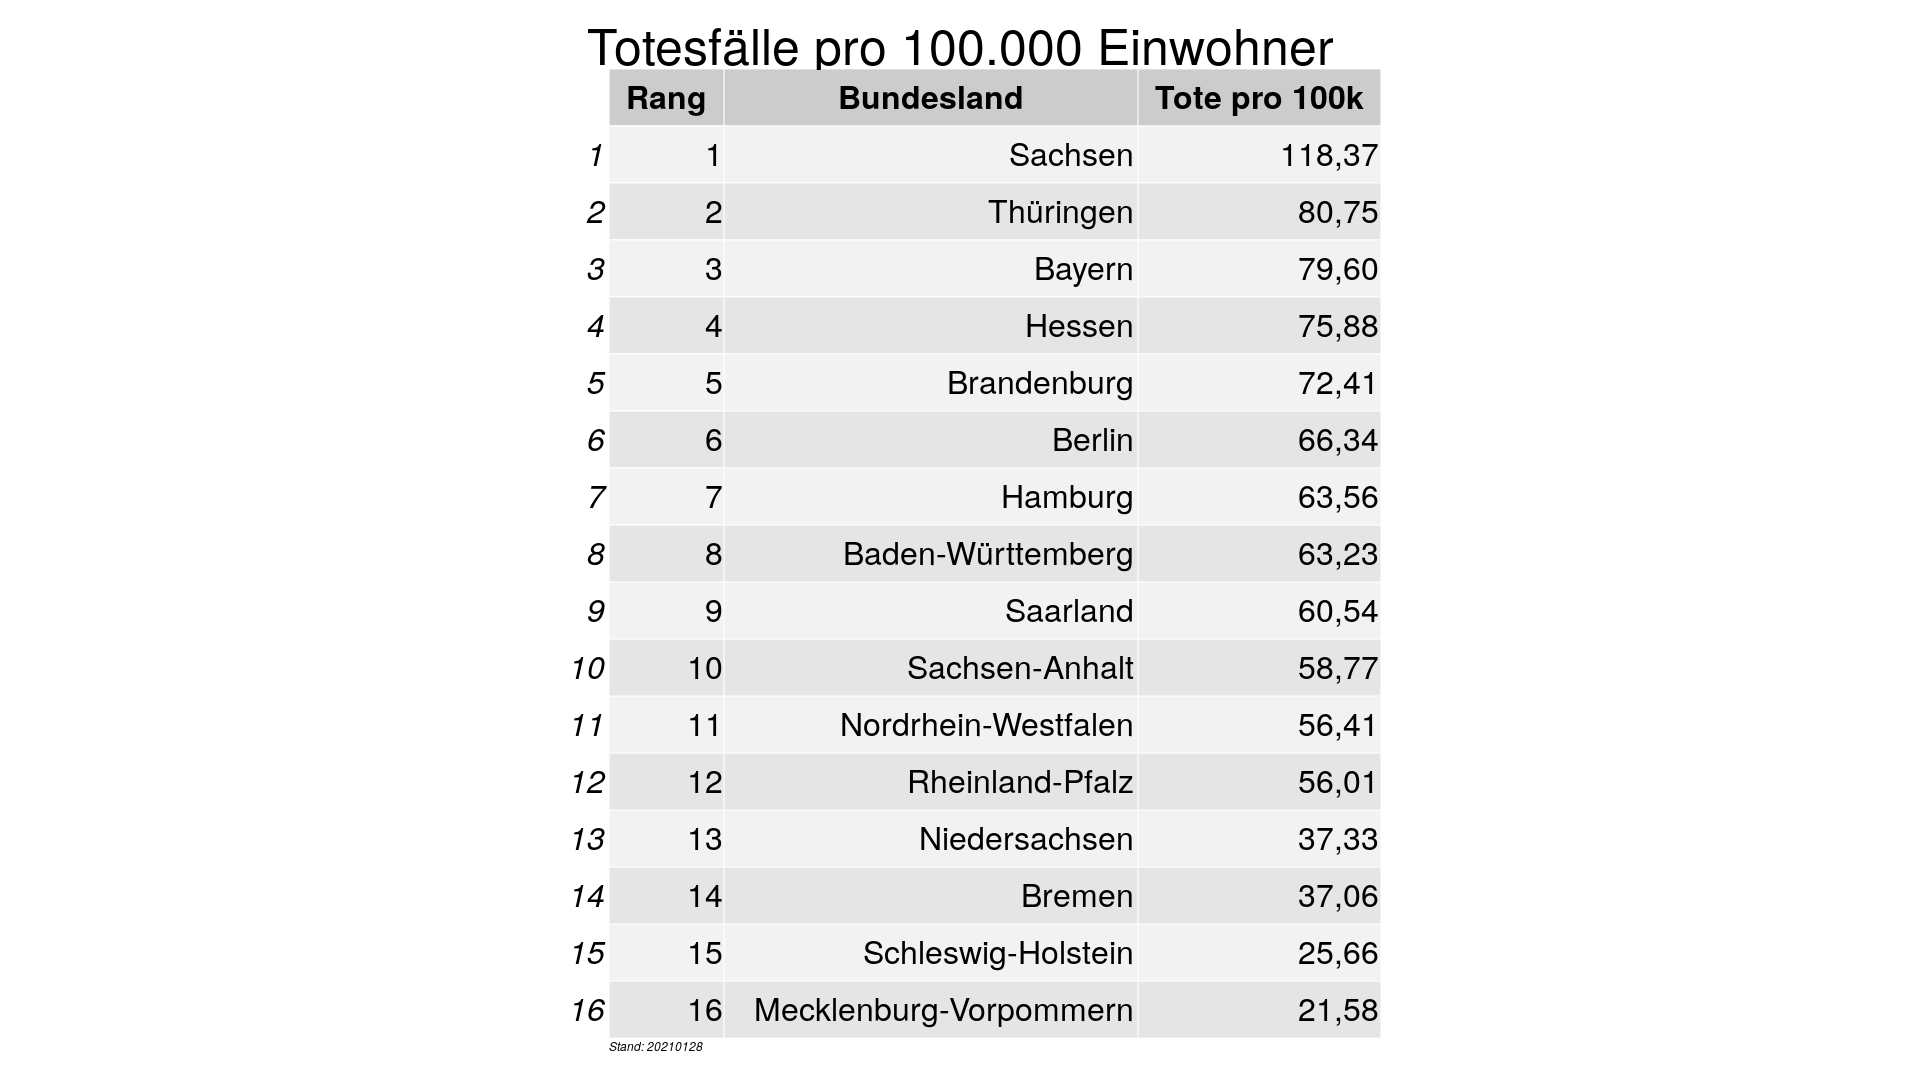 Totesfälle pro 100.000 Einwohner
Rang Bundesland Tote pro 100k
1 1 Sachsen 118,37
2 2 Thüringen 80,75
3 3 Bayern 79,60
4 4 Hessen 75,88
5 5 Brandenburg 72,41
6 6 Berlin 66,34
7 7 Hamburg 63,56
8 8 Baden-Württemberg 63,23
9 9 Saarland 60,54
10 10 Sachsen-Anhalt 58,77
11 11 Nordrhein-Westfalen 56,41
12 12 Rheinland-Pfalz 56,01
13 13 Niedersachsen 37,33
14 14 Bremen 37,06
15 15 Schleswig-Holstein 25,66
16 16 Mecklenburg-Vorpommern 21,58
Stand: 20210128